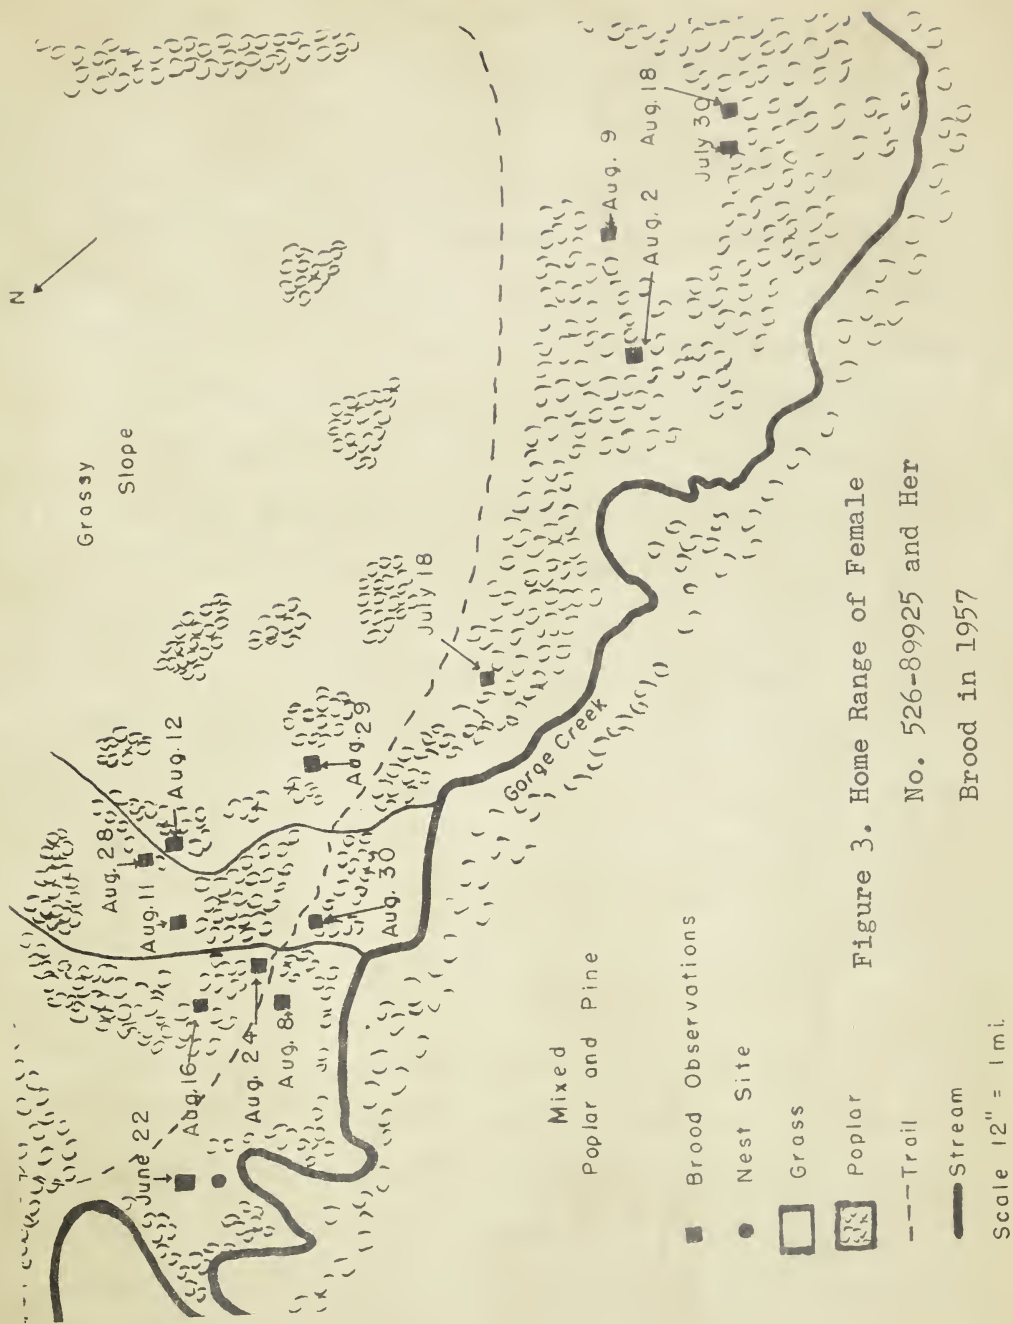 N
Grassy
Slope
June 22
Aug. 16
Aug. 24
Aug. 8
Aug. 11
Aug. 28
Aug. 12
Aug. 30
Aug. 29
July 18
Aug. 2
Aug. 9
Aug. 18
July 30
Gorge Creek
Mixed
Poplar and Pine
Brood Observations
Nest Site
Grass
Poplar
Trail
Stream
Scale 12" = 1 mi.
Figure 3. Home Range of Female
No. 526-89925 and Her
Brood in 1957